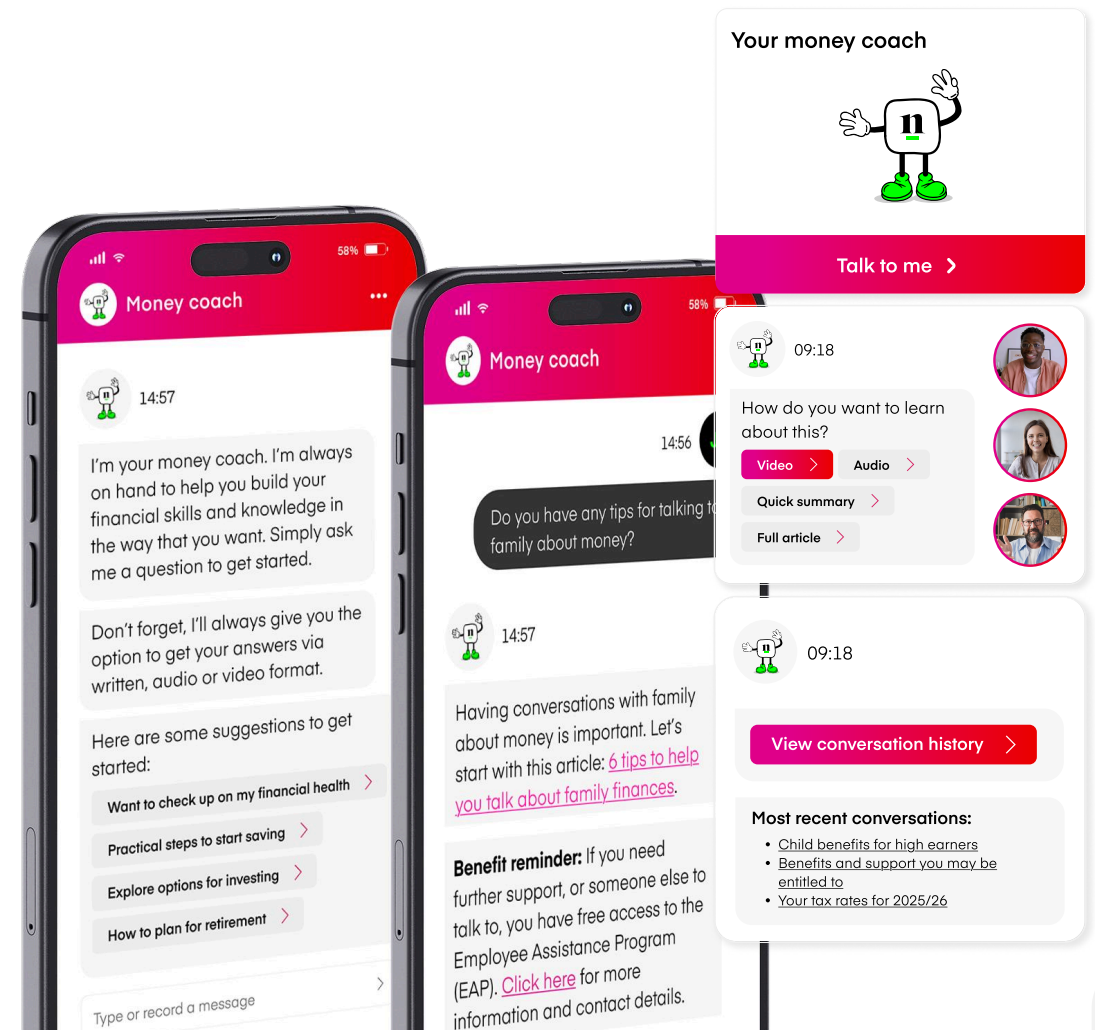 58%
Money coach
14:57
I'm your money coach. I'm always
on hand to help you build your
financial skills and knowledge in
the way that you want. Simply ask
me a question to get started.
Don't forget, I'll always give you the
option to get your answers via
written, audio or video format.
Here are some suggestions to get
started:
Want to check up on my financial health
Practical steps to start saving
Explore options for investing
How to plan for retirement
Type or record a message
58%
Money coach
14:56
Do you have any tips for talking to
family about money?
n
14:57
Having conversations with family
about money is important. Let's
start with this article: 6 tips to help
you talk about family finances.
Benefit reminder: If you need
further support, or someone else to
talk to, you have free access to the
Employee Assistance Program
(EAP). Click here for more
information and contact details.
Your money coach
n
Talk to me
n
09:18
How do you want to learn
about this?
Video
Audio
Quick summary
Full article
n
09:18
View conversation history
Most recent conversations:
• Child benefits for high earners
• Benefits and support you may be
entitled to
• Your tax rates for 2025/26